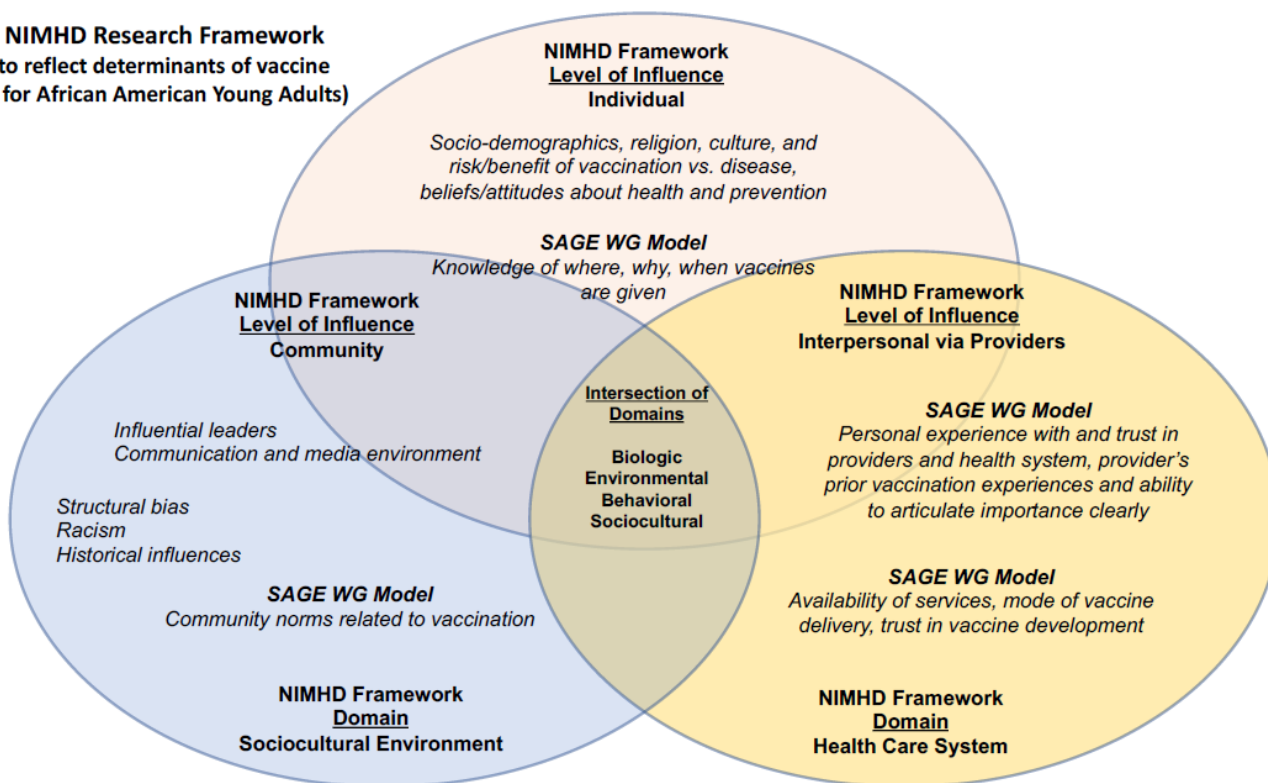 NIMHD Research Framework
to reflect determinants of vaccine
for African American Young Adults)
NIMHD Framework
Level of Influence
Individual
Socio-demographics, religion, culture, and
risk/benefit of vaccination vs. disease,
beliefs/attitudes about health and prevention
SAGE WG Model
Knowledge of where, why, when vaccines
are given
NIMHD Framework
Level of Influence
Community
Influential leaders
Communication and media environment
Structural bias
Racism
Historical influences
SAGE WG Model
Community norms related to vaccination
NIMHD Framework
Domain
Sociocultural Environment
Intersection of
Domains
Biologic
Environmental
Behavioral
Sociocultural
NIMHD Framework
Level of Influence
Interpersonal via Providers
SAGE WG Model
Personal experience with and trust in
providers and health system, provider's
prior vaccination experiences and ability
to articulate importance clearly
SAGE WG Model
Availability of services, mode of vaccine
delivery, trust in vaccine development
NIMHD Framework
Domain
Health Care System